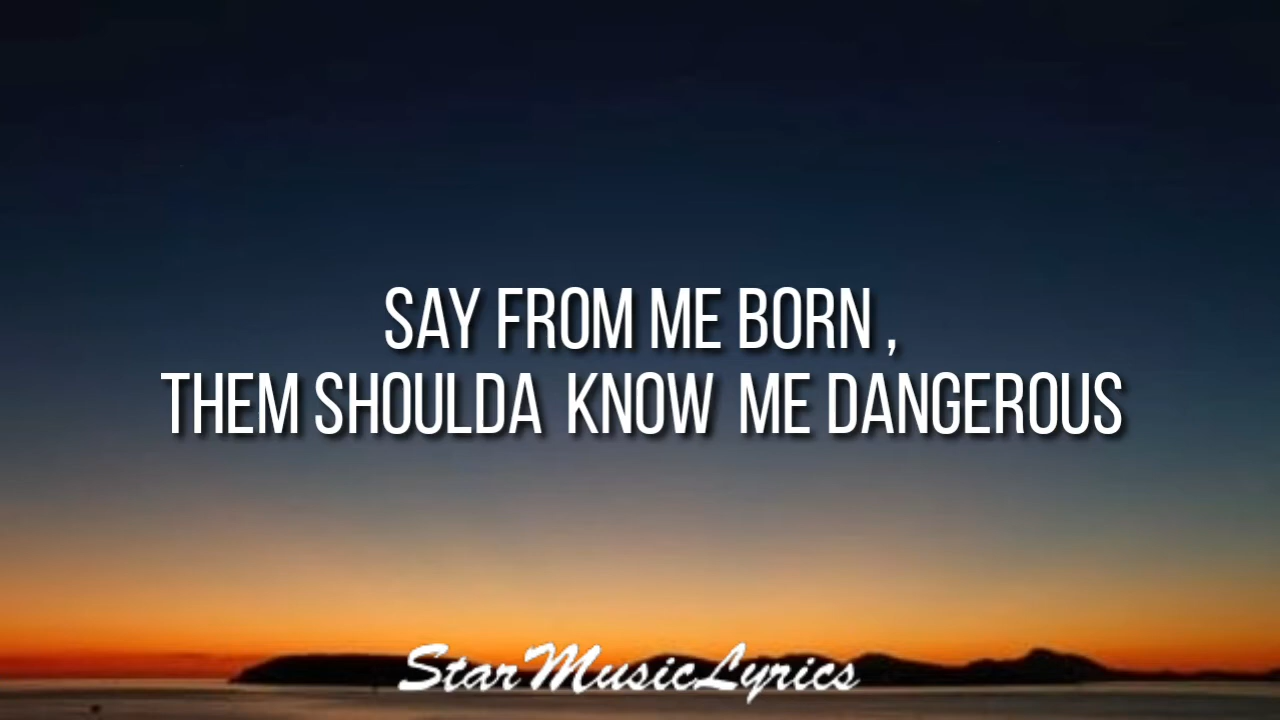 SAY FROM ME BORN ,
THEM SHOULDA KNOW ME DANGEROUS
StarMusicLyrics